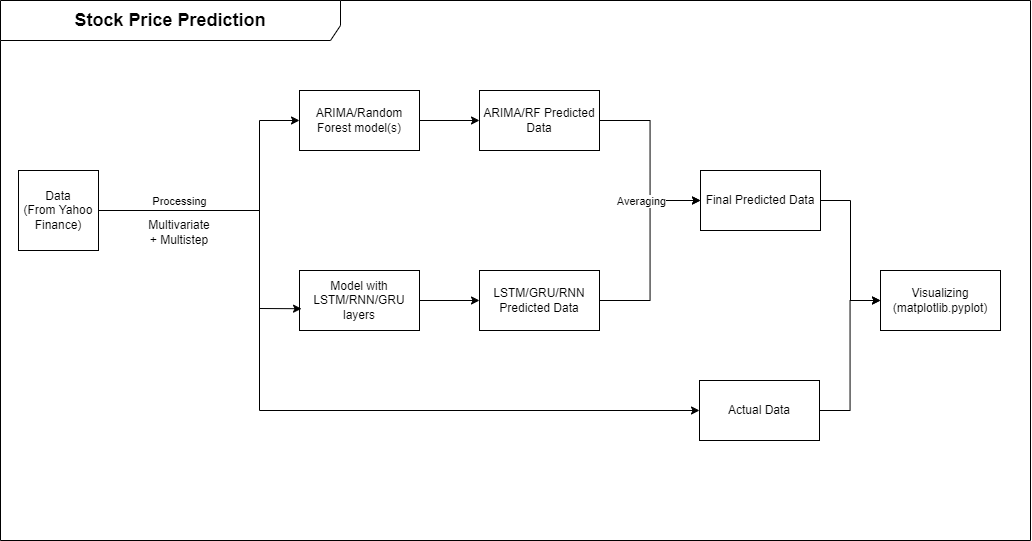 Stock Price Prediction
ARIMA/Random
Forest model(s)
ARIMA/RF Predicted
Data
Data
(From Yahoo
Finance)
Processing
Multivariate
+ Multistep
Averaging
Final Predicted Data
Model with
LSTM/RNN/GRU
layers
LSTM/GRU/RNN
Predicted Data
Visualizing
(matplotlib.pyplot)
Actual Data